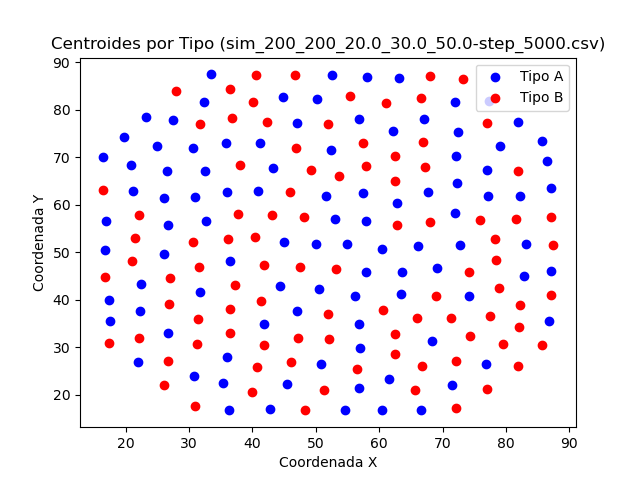 Centroides por Tipo (sim_200_200_20.0_30.0_50.0-step_5000.csv)
Tipo A
Tipo B
Coordenada Y
90
80
70
60
50
40
30
20
20 30 40 50 60 70 80 90
Coordenada X